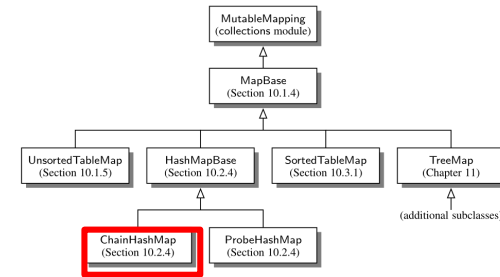 MutableMapping
(collections module)
MapBase
(Section 10.1.4)
UnsortedTableMap
(Section 10.1.5)
HashMapBase
(Section 10.2.4)
SortedTableMap
(Section 10.3.1)
TreeMap
(Chapter 11)
(additional subclasses)
ChainHashMap
(Section 10.2.4)
ProbeHashMap
(Section 10.2.4)